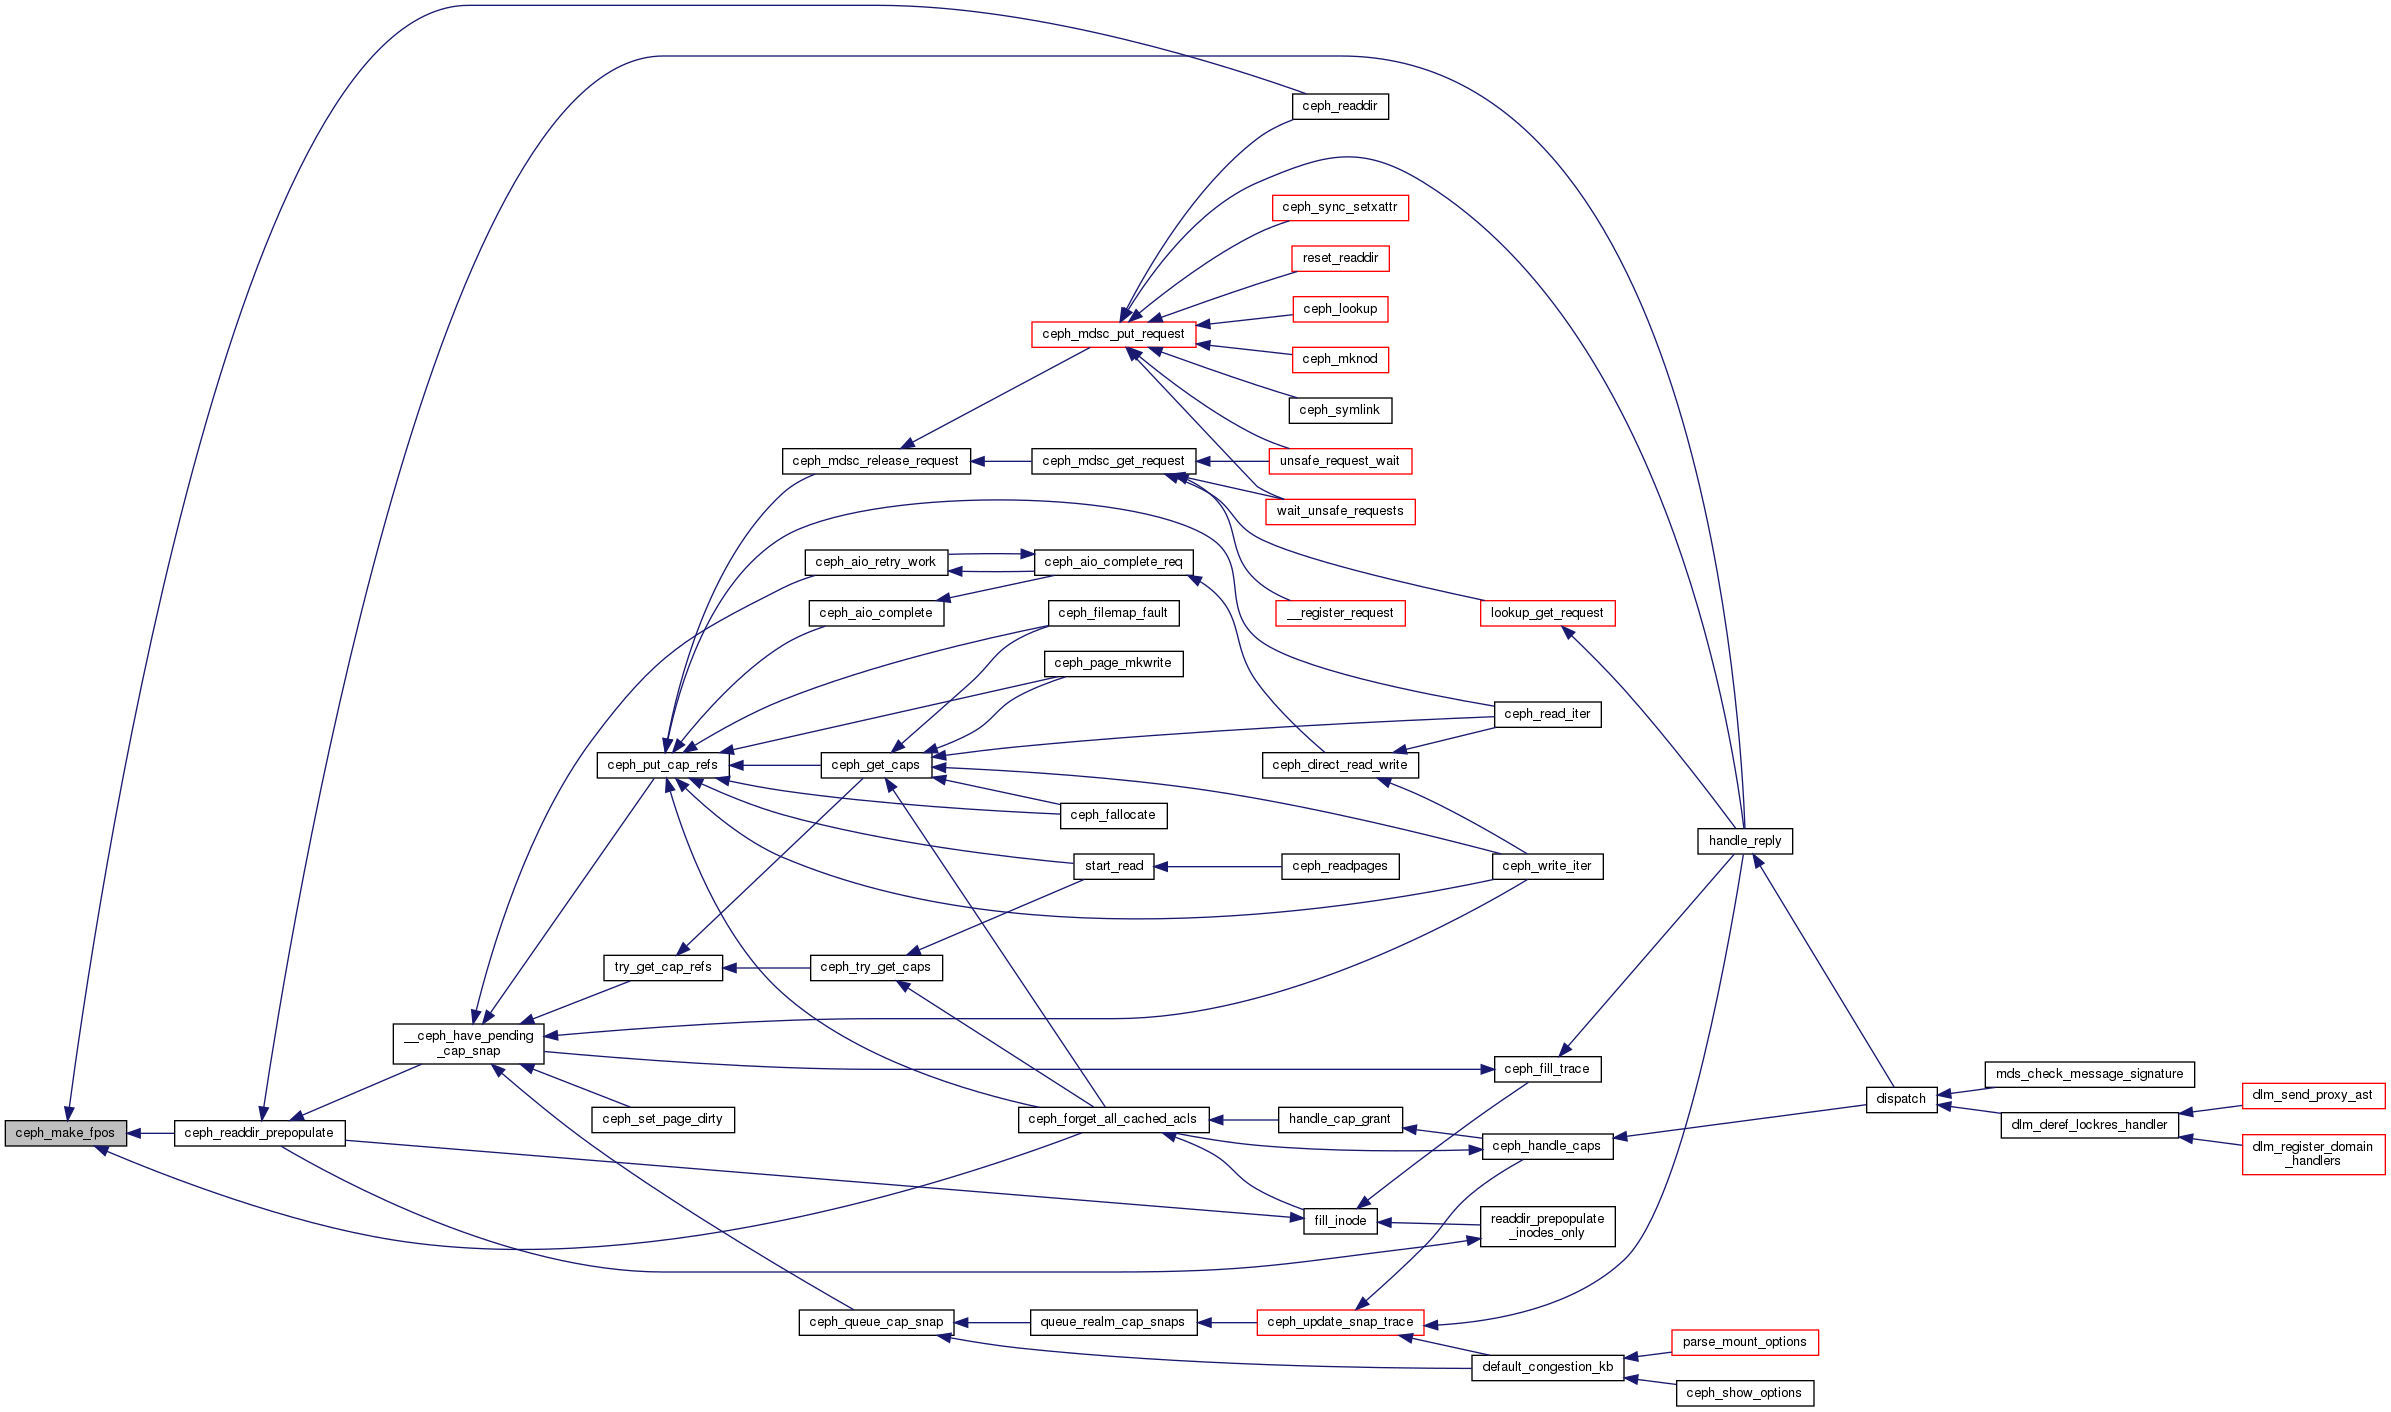 ceph_readdir
ceph_sync_setxattr
reset_readdir
ceph_lookup
ceph_mdsc_put_request
ceph_mknod
ceph_symlink
ceph_mdsc_release_request
ceph_mdsc_get_request
unsafe_request_wait
wait_unsafe_requests
ceph_aio_retry_work
ceph_aio_complete_req
ceph_aio_complete
ceph_filemap_fault
__register_request
lookup_get_request
ceph_page_mkwrite
ceph_read_iter
ceph_put_cap_refs
ceph_get_caps
ceph_direct_read_write
ceph_fallocate
handle_reply
start_read
ceph_readpages
ceph_write_iter
try_get_cap_refs
ceph_try_get_caps
__ceph_have_pending
_cap_snap
ceph_fill_trace
mds_check_message_signature
dispatch
dlm_send_proxy_ast
ceph_set_page_dirty
ceph_forget_all_cached_acls
handle_cap_grant
dlm_deref_lockres_handler
ceph_make_fpos
ceph_readdir_prepopulate
ceph_handle_caps
dlm_register_domain
_handlers
fill_inode
readdir_prepopulate
_inodes_only
ceph_queue_cap_snap
queue_realm_cap_snaps
ceph_update_snap_trace
parse_mount_options
default_congestion_kb
ceph_show_options